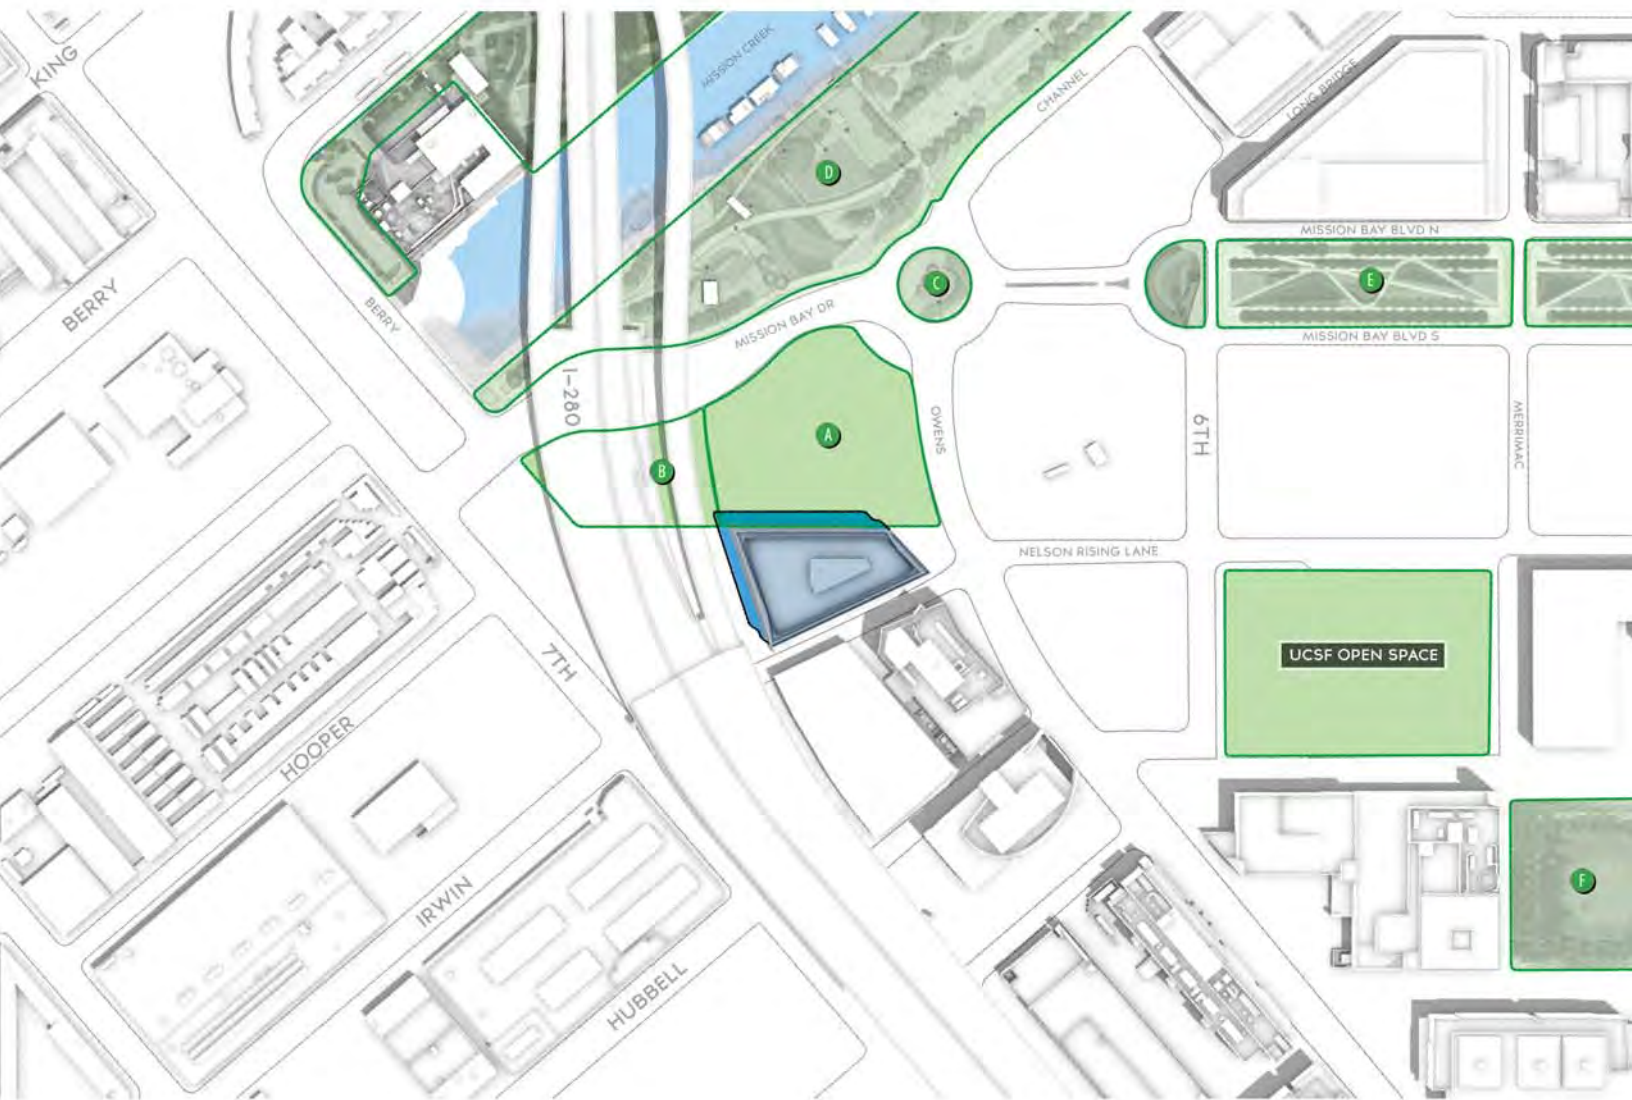 KING
MISSION CREEK
CHANNEL
LONG BRIDGE
D
MISSION BAY BLVD N
BERRY
BERRY
C
E
MISSION BAY DR
MISSION BAY BLVD S
I-280
A
OWENS
6TH
MERRIMAC
B
NELSON RISING LANE
7TH
UCSF OPEN SPACE
HOOPER
IRWIN
F
HUBBELL